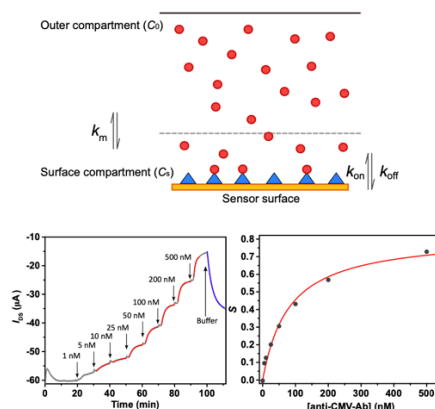 Outer compartment (C0)
km
Surface compartment (Cs)
kon
koff
Sensor surface
-10
-20
-30
-40
-50
-60
IDS (µA)
1 nM
5 nM
10 nM
25 nM
50 nM
100 nM
200 nM
500 nM
Buffer
0 20 40 60 80 100
Time (min)
0.8
0.7
0.6
0.5
0.4
0.3
0.2
0.1
0.0
S
0 100 200 300 400 500
[anti-CMV-Ab] (nM)